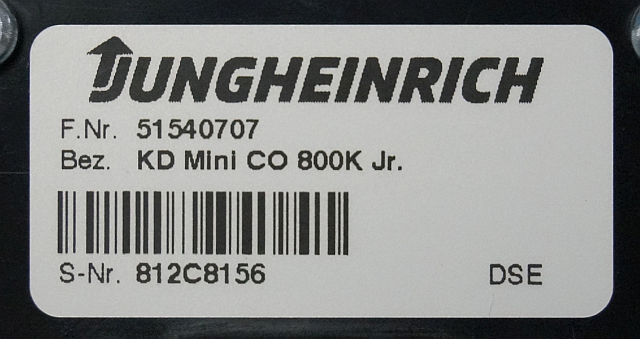 JUNGHEINRICH
F.Nr. 51540707
Bez. KD Mini CO 800K Jr.
S-Nr. 812C8156 DSE